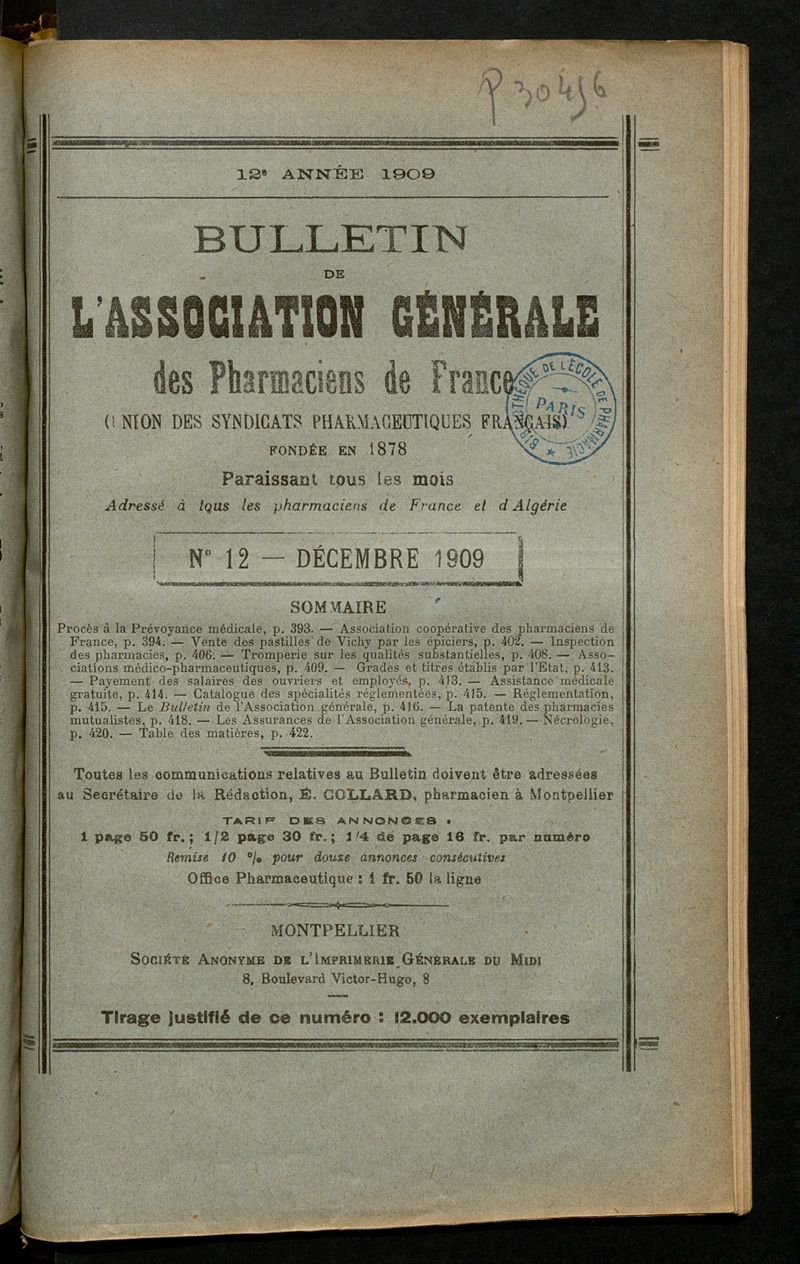 P 30456
12e ANNÉE 1909
BULLETIN
DE
L'ASSOCIATION GÉNÉRALE
des Pharmaciens de France
(UNION DES SYNDICATS PHARMACEUTIQUES FRANÇAIS)
BIBLIOTHÈQUE DE L'ÉCOLE DE PHARMACIE
PARIS
FONDÉE EN 1878
Paraissant tous les mois
Adressé à tous les pharmaciens de France et d'Algérie
N° 12 — DÉCEMBRE 1909
SOMMAIRE
Procès à la Prévoyance médicale, p. 393. — Association coopérative des pharmaciens de
France, p. 394. — Vente des pastilles de Vichy par les épiciers, p. 402. — Inspection
des pharmacies, p. 406. — Tromperie sur les qualités substantielles, p. 408. — Asso-
ciations médico-pharmaceutiques, p. 409. — Grades et titres établis par l'Etat, p. 413.
— Payement des salaires des ouvriers et employés, p. 413. — Assistance médicale
gratuite, p. 414. — Catalogue des spécialités réglementées, p. 415. — Réglementation,
p. 415. — Le Bulletin de l'Association générale, p. 416. — La patente des pharmacies
mutualistes, p. 418. — Les Assurances de l'Association générale, p. 419. — Nécrologie,
p. 420. — Table des matières, p. 422.
Toutes les communications relatives au Bulletin doivent être adressées
au Secrétaire de la Rédaction, É. COLLARD, pharmacien à Montpellier
TARIF DES ANNONCES :
1 page 50 fr. ; 1/2 page 30 fr. ; 1/4 de page 16 fr. par numéro
Remise 10 °/o pour douze annonces consécutives
Office Pharmaceutique : 1 fr. 50 la ligne
MONTPELLIER
SOCIÉTÉ ANONYME DE L'IMPRIMERIE GÉNÉRALE DU MIDI
8, Boulevard Victor-Hugo, 8
Tirage justifié de ce numéro : 12.000 exemplaires